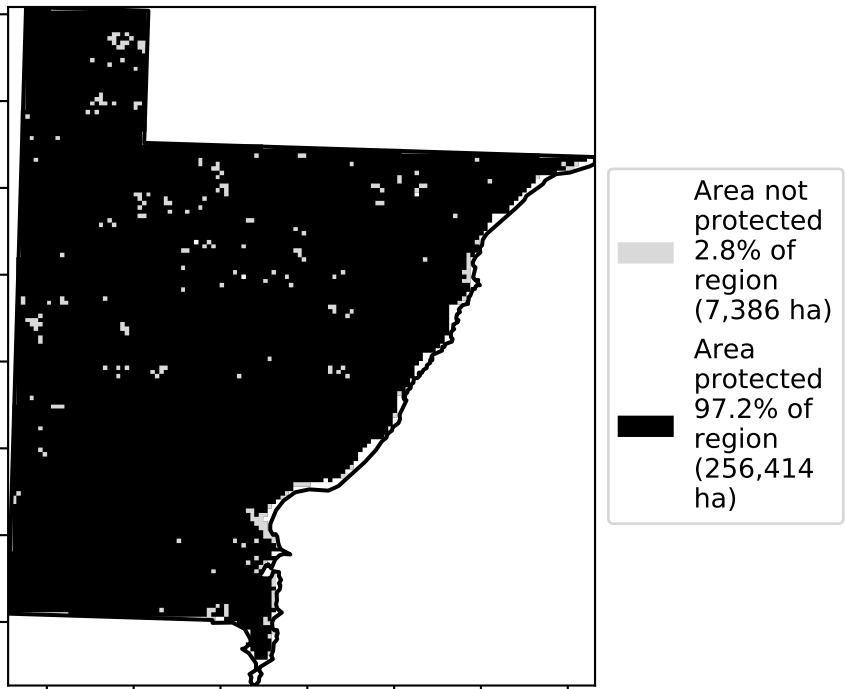 Area not
protected
2.8% of
region
(7,386 ha)
Area
protected
97.2% of
region
(256,414
ha)